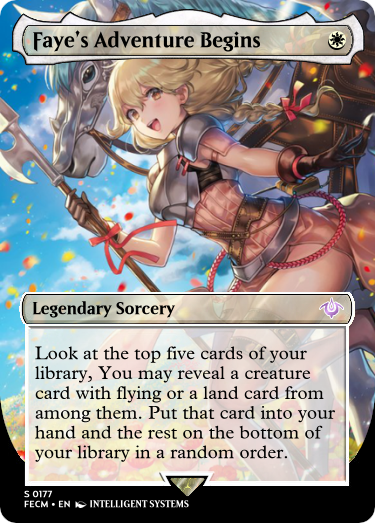 Faye's Adventure Begins
Legendary Sorcery
Look at the top five cards of your
library, You may reveal a creature
card with flying or a land card from
among them. Put that card into your
hand and the rest on the bottom of
your library in a random order.
S 0177
FECM • EN INTELLIGENT SYSTEMS